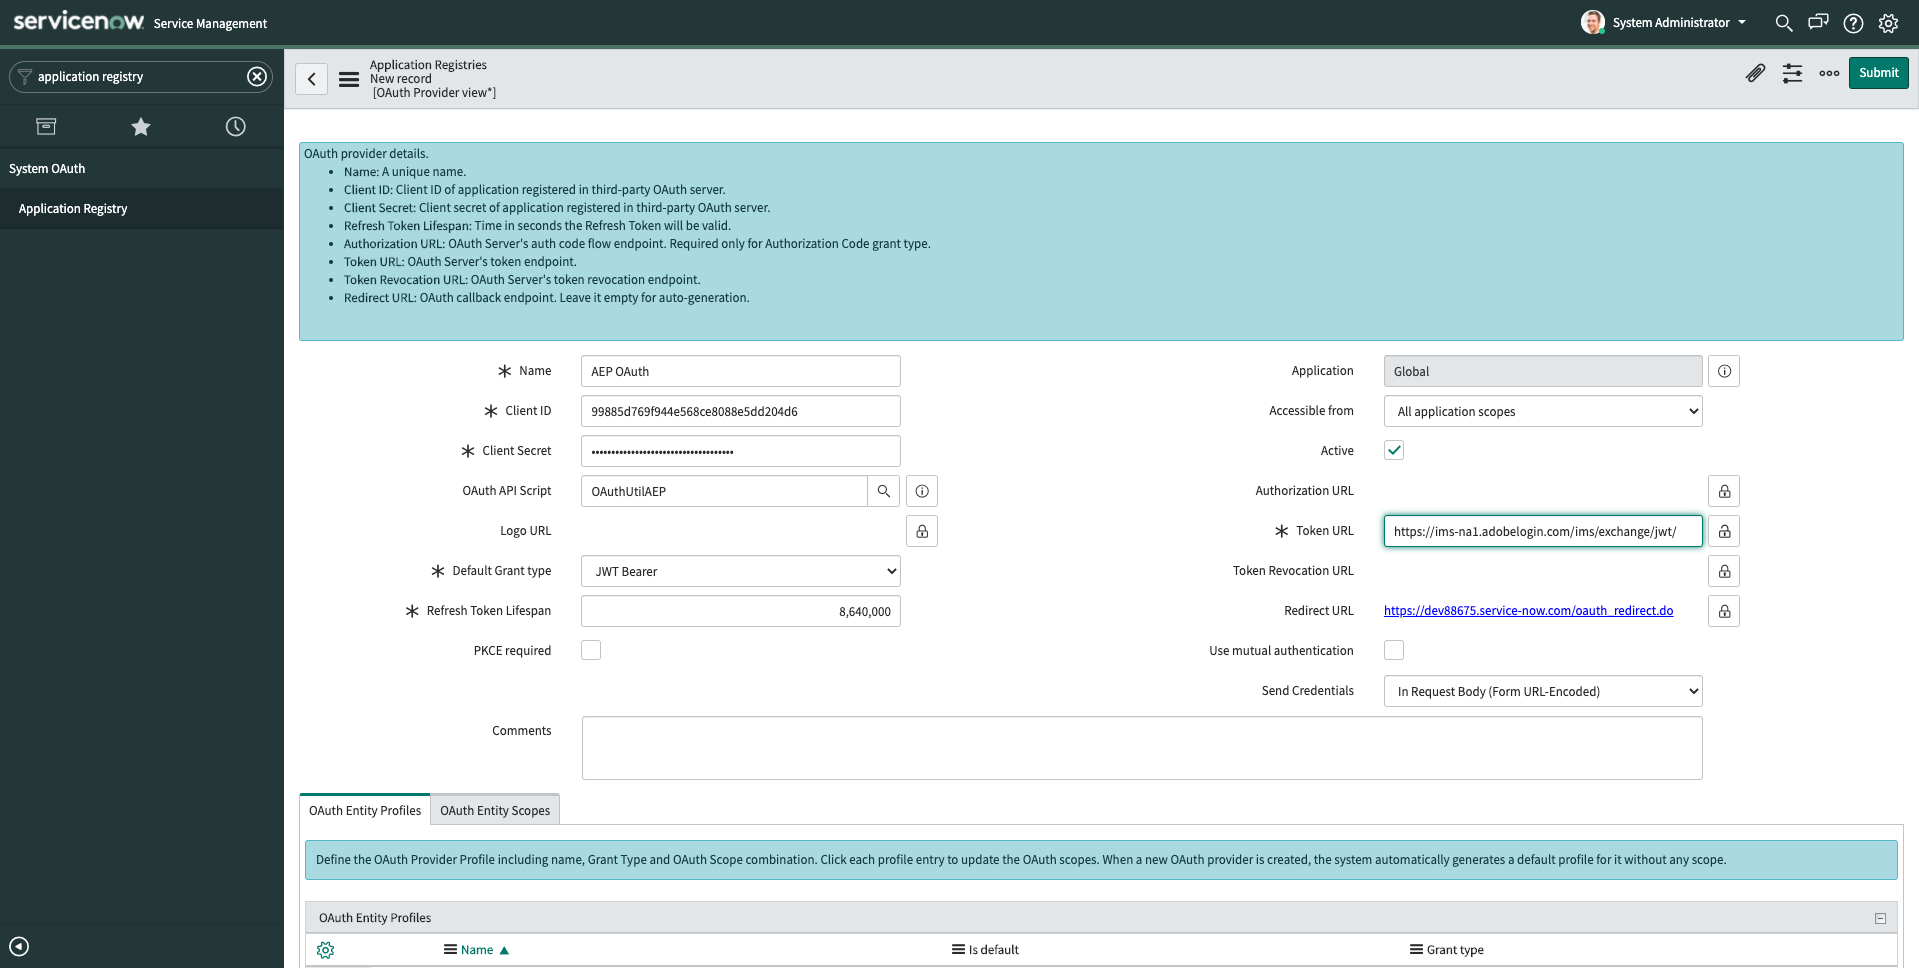 servicenow Service Management
System Administrator
application registry
System OAuth
Application Registry
Application Registries
New record
[OAuth Provider view*]
Submit
OAuth provider details.
• Name: A unique name.
• Client ID: Client ID of application registered in third-party OAuth server.
• Client Secret: Client secret of application registered in third-party OAuth server.
• Refresh Token Lifespan: Time in seconds the Refresh Token will be valid.
• Authorization URL: OAuth Server's auth code flow endpoint. Required only for Authorization Code grant type.
• Token URL: OAuth Server's token endpoint.
• Token Revocation URL: OAuth Server's token revocation endpoint.
• Redirect URL: OAuth callback endpoint. Leave it empty for auto-generation.
Name AEP OAuth
Client ID 99885d769f944e568ce8088e5dd204d6
Client Secret ••••••••••••••••••••••••••••••••••••
OAuth API Script OAuthUtilAEP
Logo URL
Default Grant type JWT Bearer
Refresh Token Lifespan 8,640,000
PKCE required
Application Global
Accessible from All application scopes
Active
Authorization URL
Token URL https://ims-na1.adobelogin.com/ims/exchange/jwt/
Token Revocation URL
Redirect URL https://dev88675.service-now.com/oauth_redirect.do
Use mutual authentication
Send Credentials In Request Body (Form URL-Encoded)
Comments
OAuth Entity Profiles OAuth Entity Scopes
Define the OAuth Provider Profile including name, Grant Type and OAuth Scope combination. Click each profile entry to update the OAuth scopes. When a new OAuth provider is created, the system automatically generates a default profile for it without any scope.
OAuth Entity Profiles
Name ▲ Is default Grant type